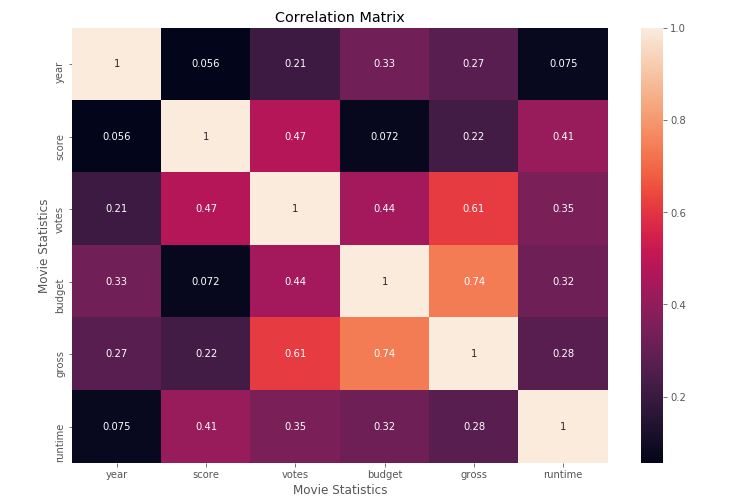 Correlation Matrix
year 1 0.056 0.21 0.33 0.27 0.075
score 0.056 1 0.47 0.072 0.22 0.41
votes 0.21 0.47 1 0.44 0.61 0.35
budget 0.33 0.072 0.44 1 0.74 0.32
gross 0.27 0.22 0.61 0.74 1 0.28
runtime 0.075 0.41 0.35 0.32 0.28 1
year score votes budget gross runtime
Movie Statistics
Movie Statistics
1.0
0.8
0.6
0.4
0.2